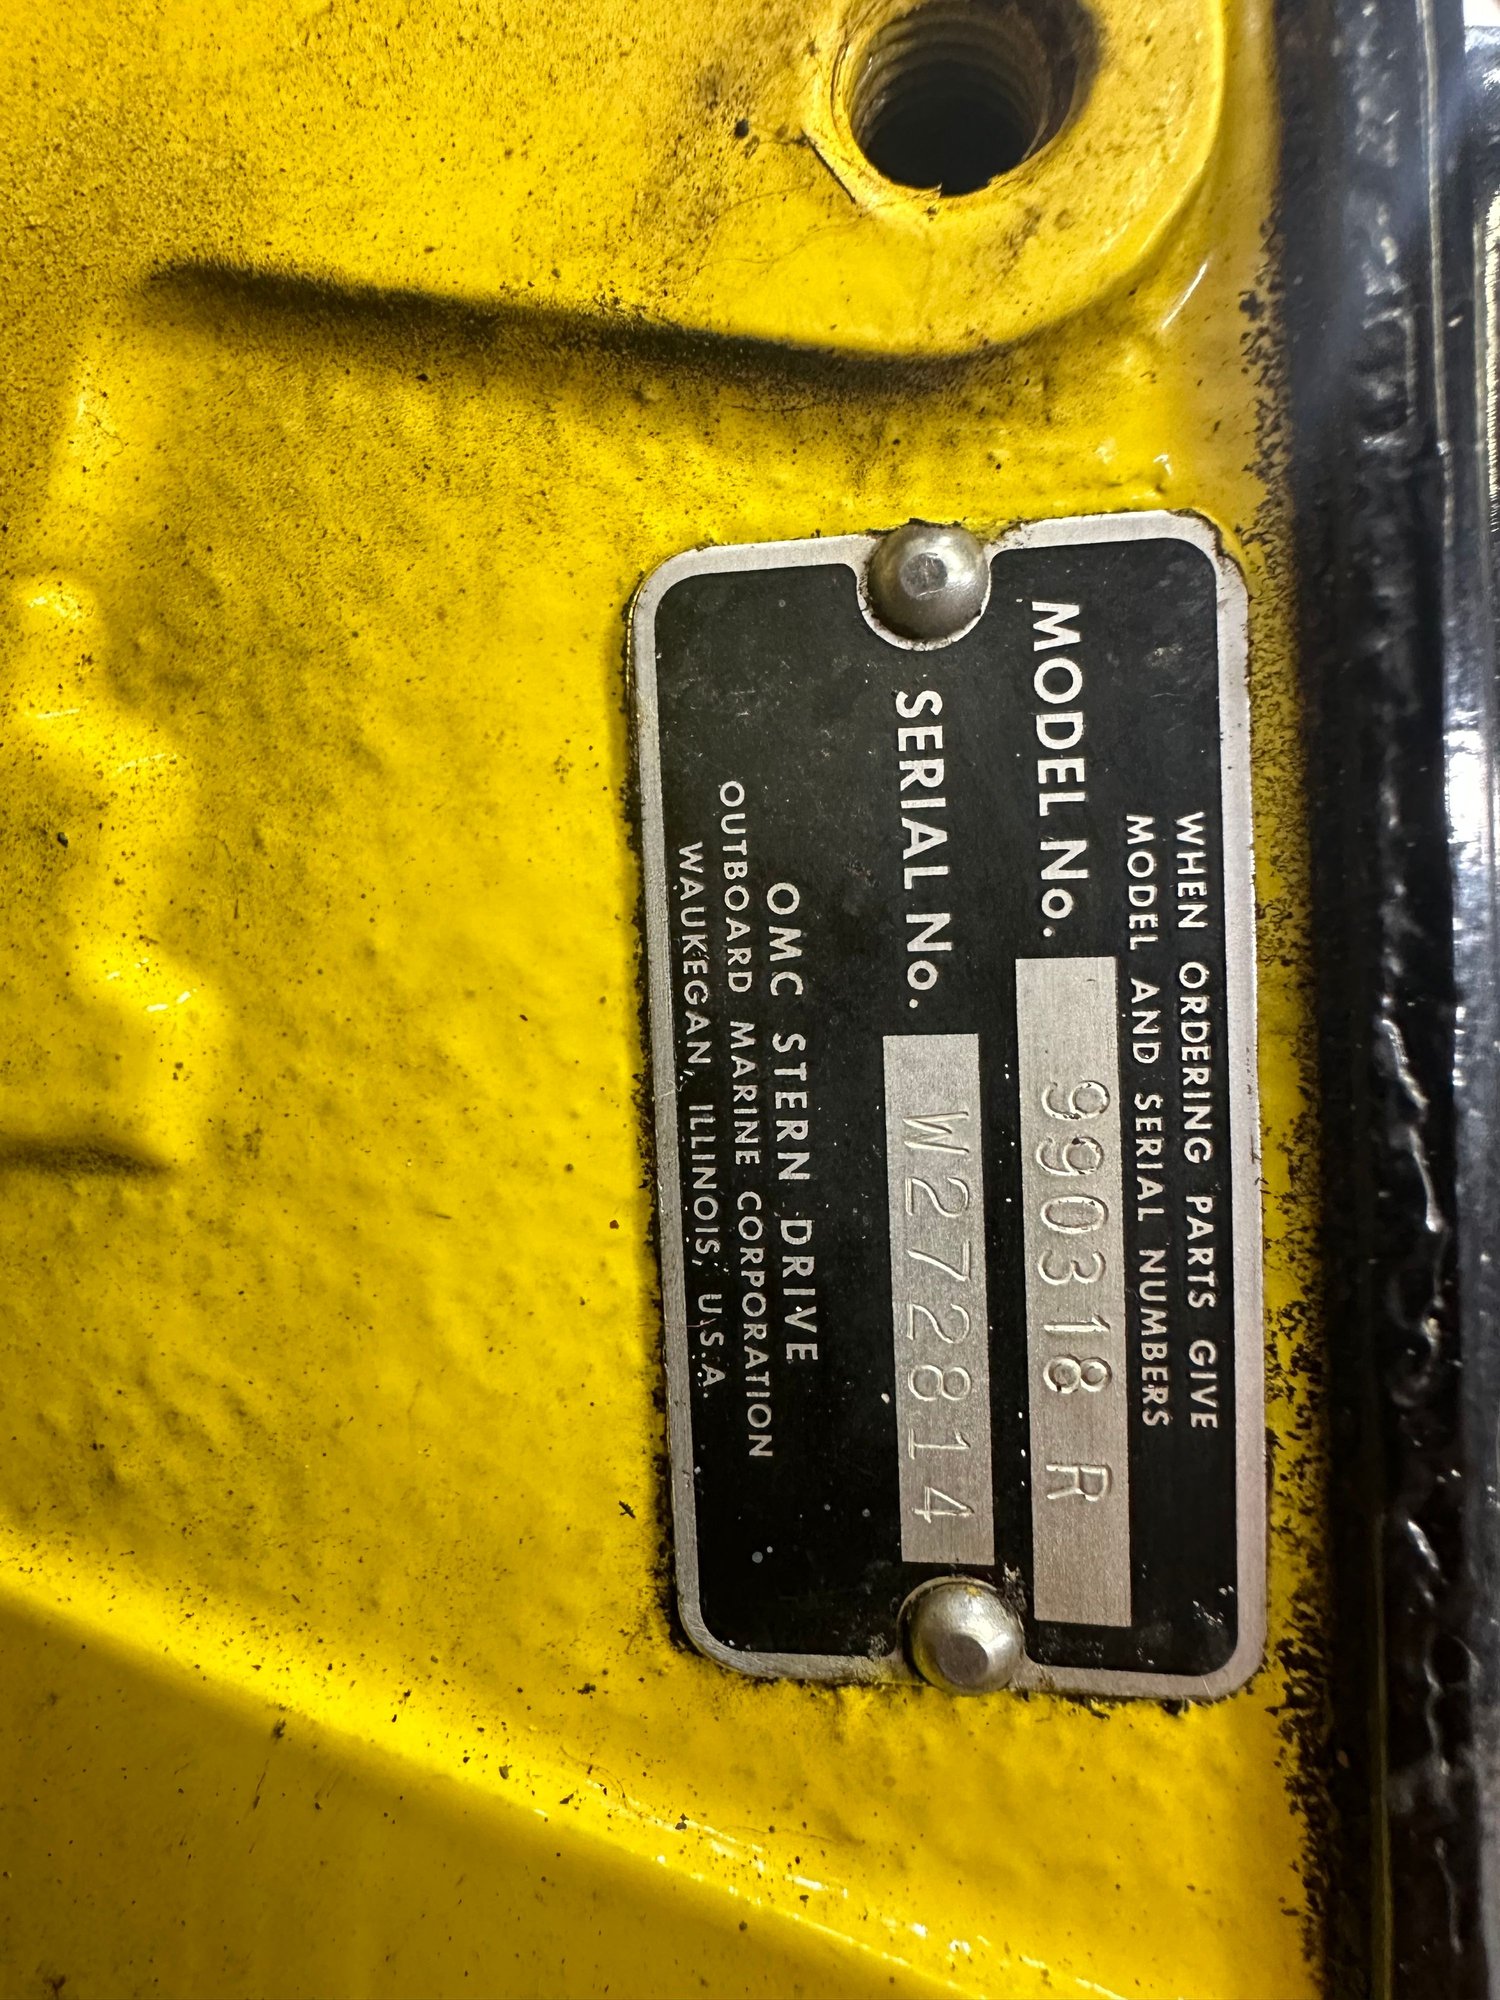 WHEN ORDERING PARTS GIVE
MODEL AND SERIAL NUMBERS
MODEL No. 990318 R
SERIAL No. W272814
OMC STERN DRIVE
OUTBOARD MARINE CORPORATION
WAUKEGAN, ILLINOIS, U.S.A.